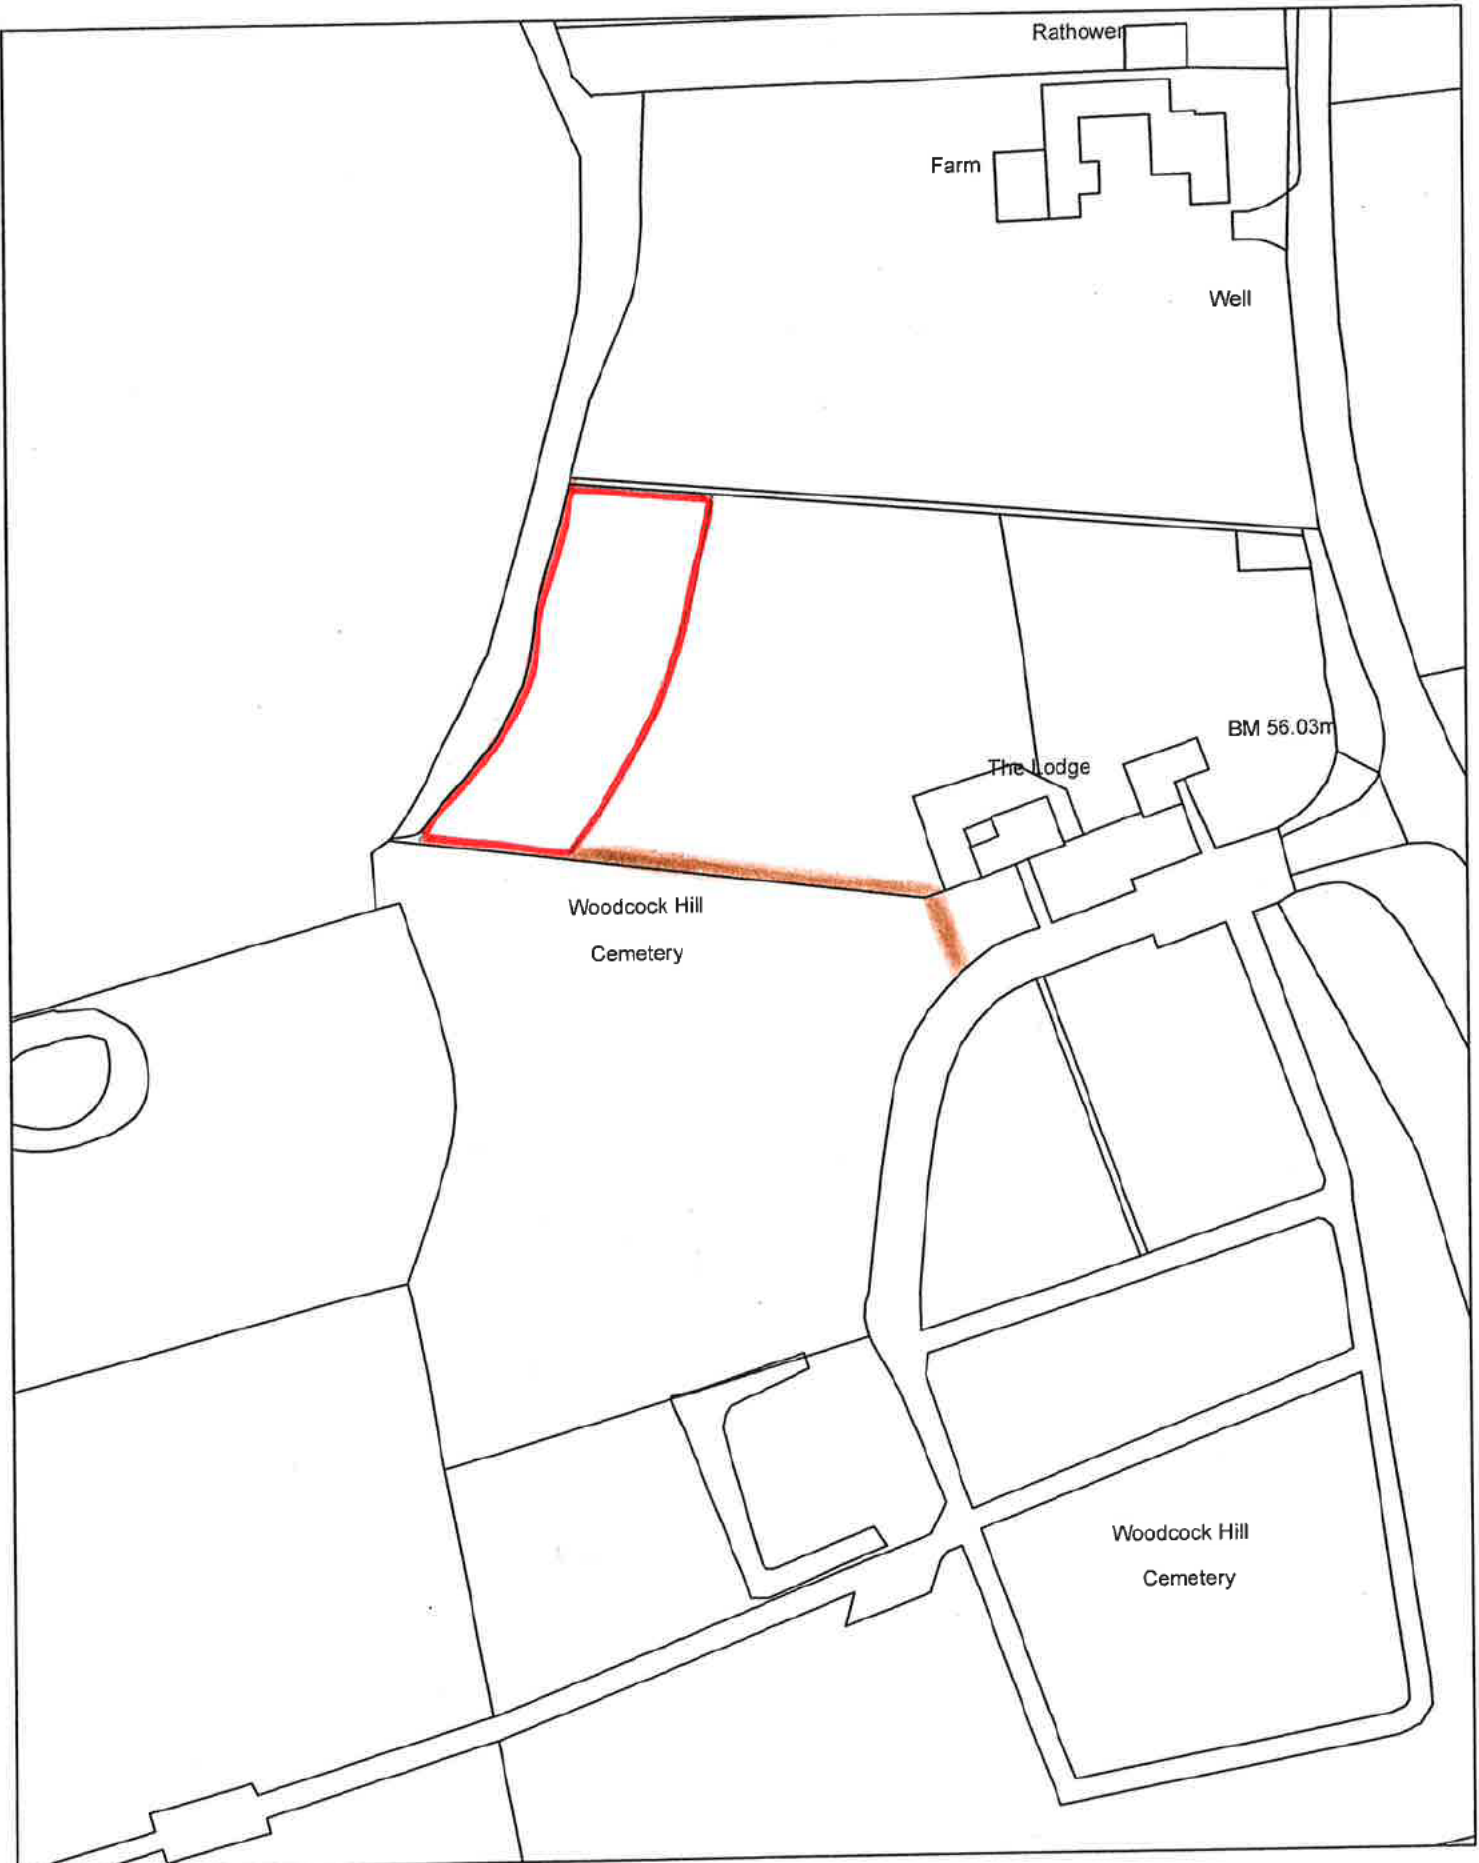 Rathower
Farm
Well
BM 56.03m
The Lodge
Woodcock Hill
Cemetery
Woodcock Hill
Cemetery